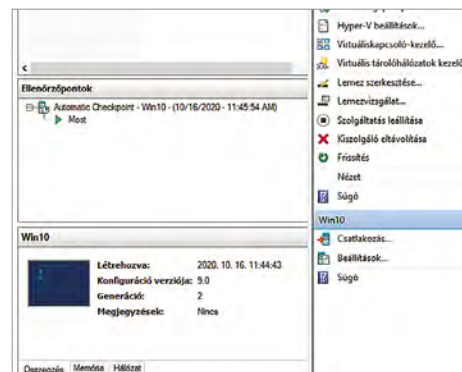 Ellenőrzőpontok
Automatic Checkpoint - Win10 - (10/16/2020 - 11:45:54 AM)
Most
Win10
Létrehozva: 2020. 10. 16. 11:44:43
Konfiguráció verziója: 9.0
Generáció: 2
Megjegyzések: Nincs
Összegzés Memória Hálózat
Hyper-V beállítások...
Virtuáliskapcsoló-kezelő...
Virtuális tárolóhálózatok kezelő
Lemez szerkesztése...
Lemezvizsgálat...
Szolgáltatás leállítása
Kiszolgáló eltávolítása
Frissítés
Nézet
Súgó
Win10
Csatlakozás...
Beállítások...
Súgó